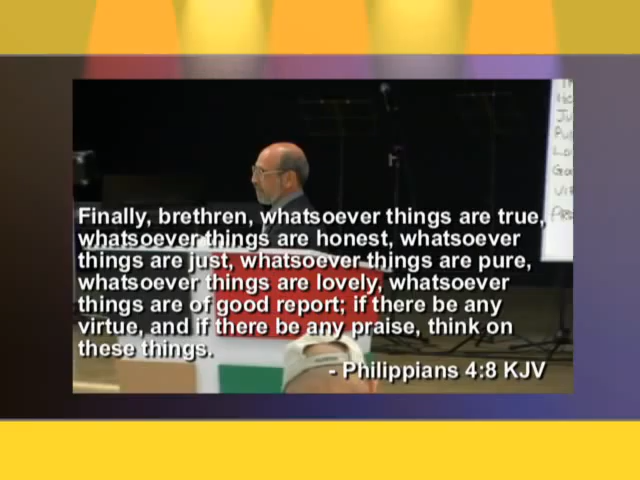 Finally, brethren, whatsoever things are true,
whatsoever things are honest, whatsoever
things are just, whatsoever things are pure,
whatsoever things are lovely, whatsoever
things are of good report; if there be any
virtue, and if there be any praise, think on
these things.
- Philippians 4:8 KJV